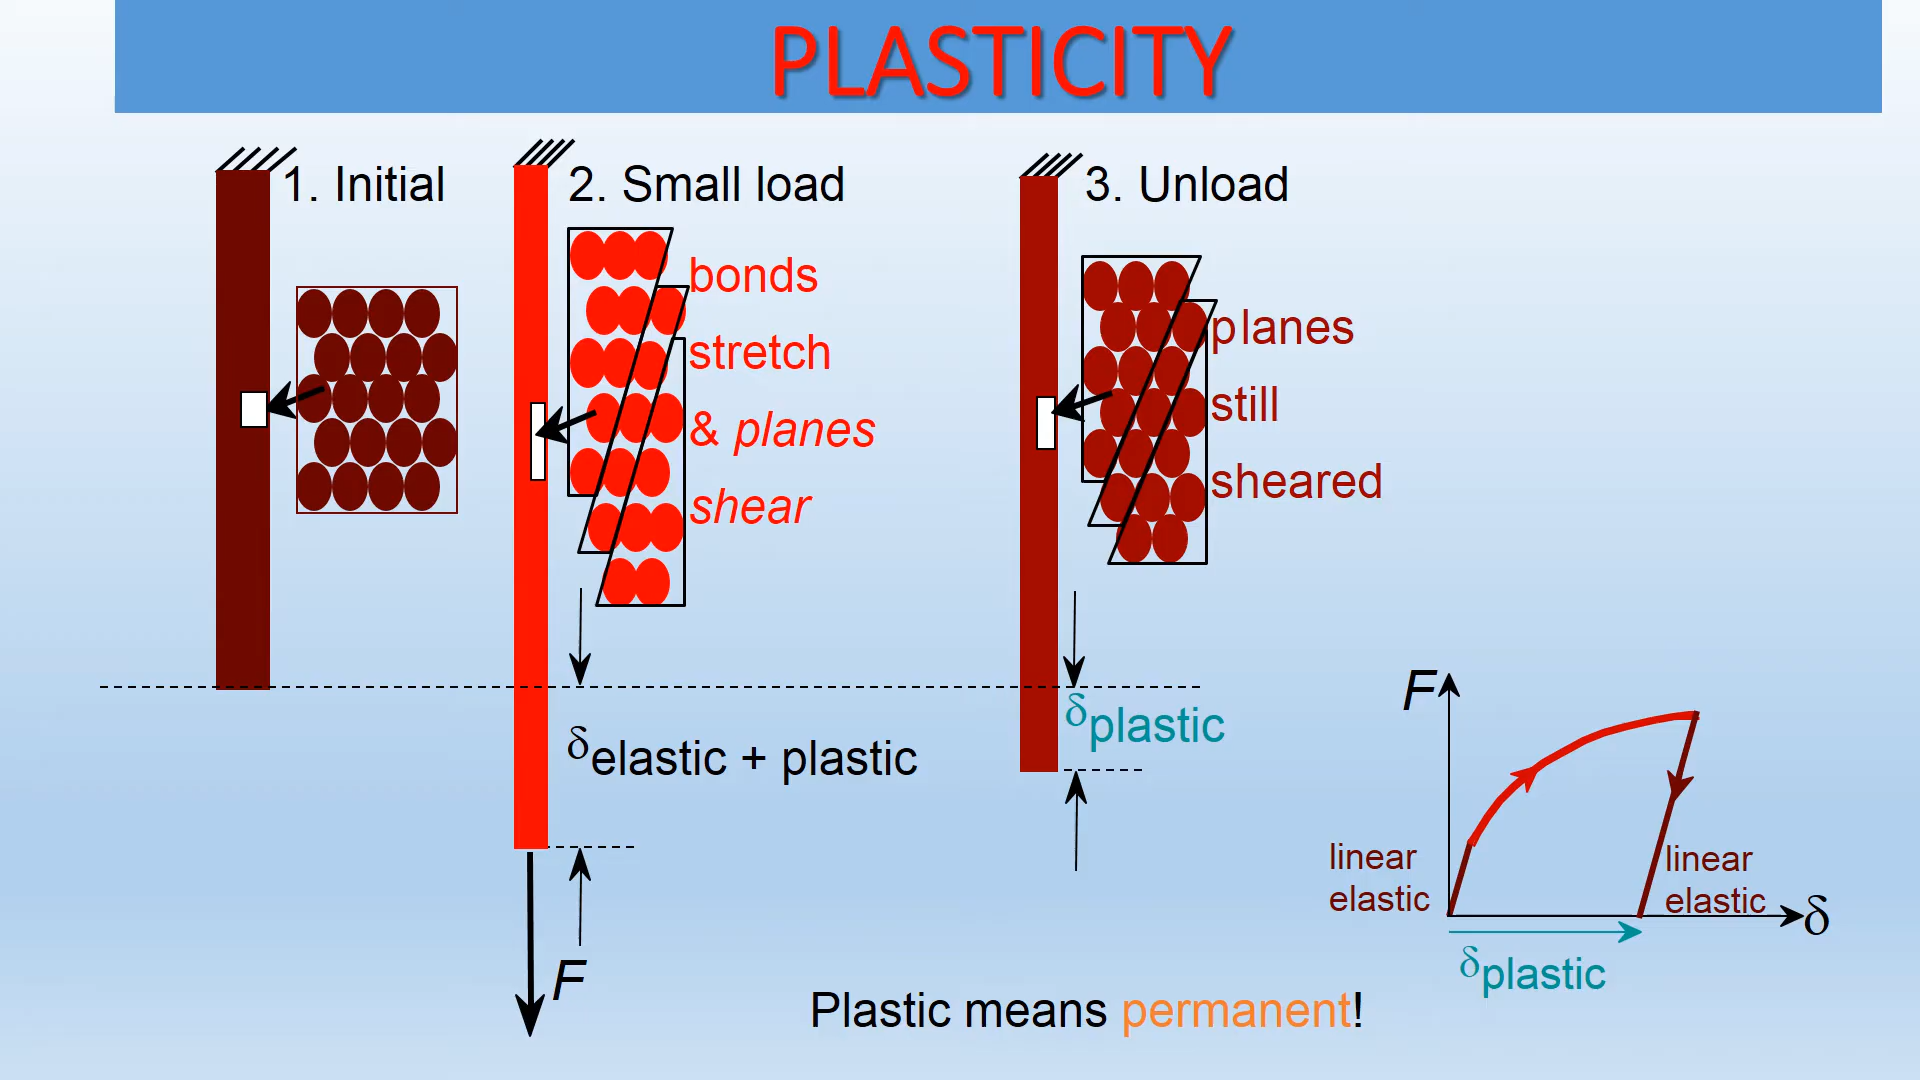 PLASTICITY
1. Initial
2. Small load
bonds
stretch
& planes
shear
3. Unload
planes
still
sheared
δelastic + plastic
F
δplastic
F
linear
elastic
linear
elastic
δ
δplastic
Plastic means permanent!